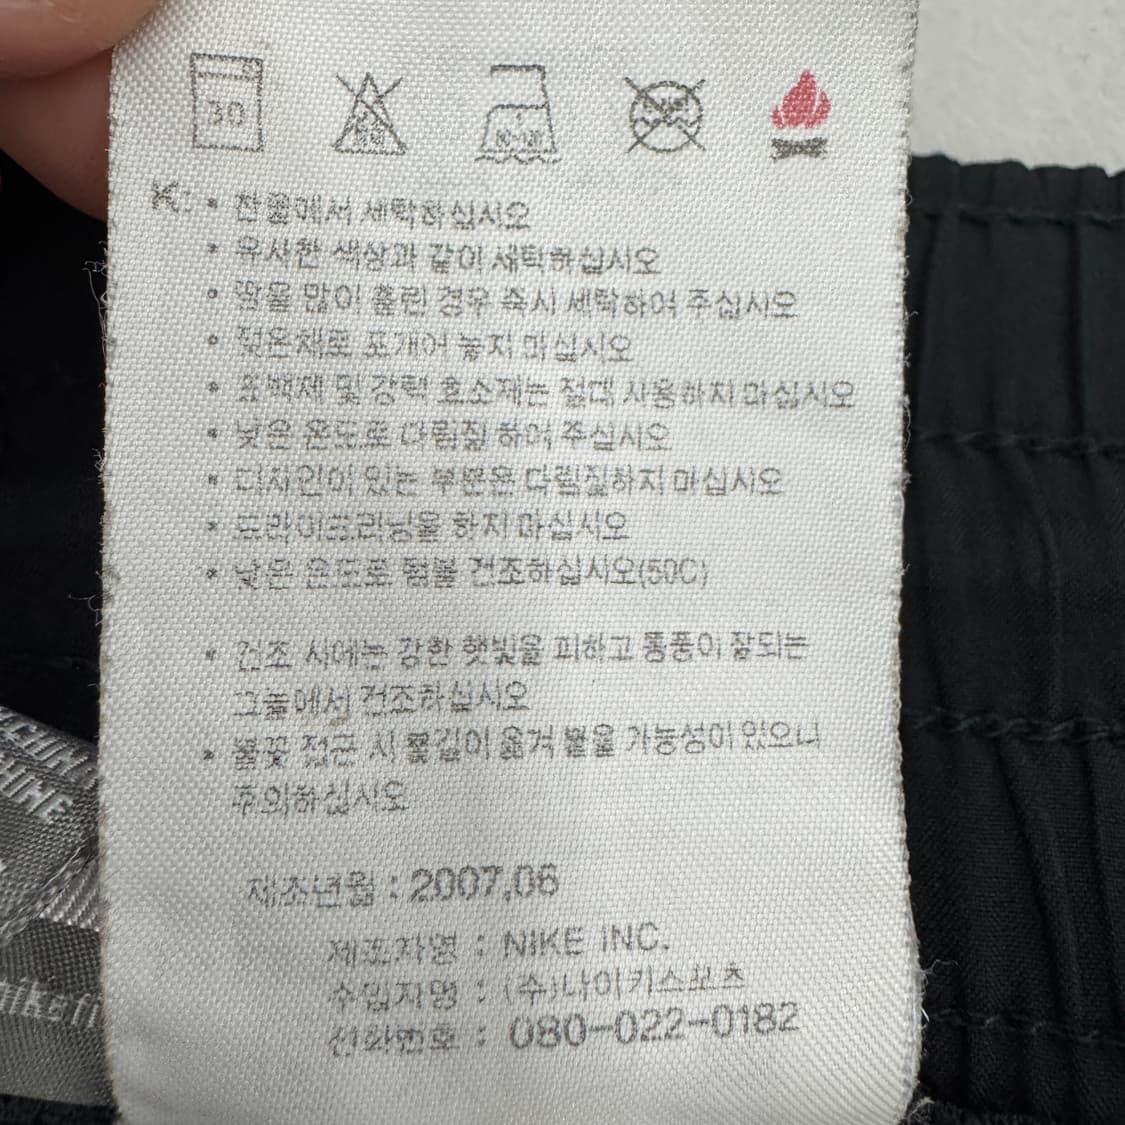 30
80~120
K: • 찬물에서 세탁하십시오
• 유사한 색상과 같이 세탁하십시오
• 땀을 많이 흘린 경우 즉시 세탁하여 주십시오
• 젖은채로 포개어 놓지 마십시오
• 표백제 및 강력 효소제는 절대 사용하지 마십시오
• 낮은 온도로 다림질 하여 주십시오
• 디자인이 있는 부분은 다림질하지 마십시오
• 드라이크리닝을 하지 마십시오
• 낮은 온도로 텀블 건조하십시오(50C)
• 건조 시에는 강한 햇빛을 피하고 통풍이 잘되는
그늘에서 건조하십시오
• 불꽃 접근 시 불길이 옮겨 붙을 가능성이 있으니
주의하십시오
제조년월 : 2007.06
제조자명 : NIKE INC.
수입자명 : (주)나이키스포츠
전화번호 : 080-022-0182